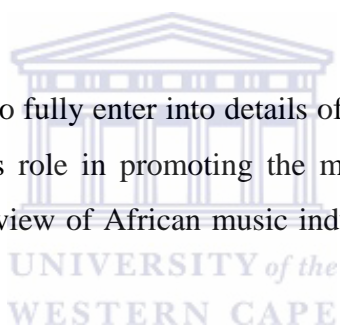 o fully enter into details of
s role in promoting the m
view of African music ind
UNIVERSITY of the
WESTERN CAPE